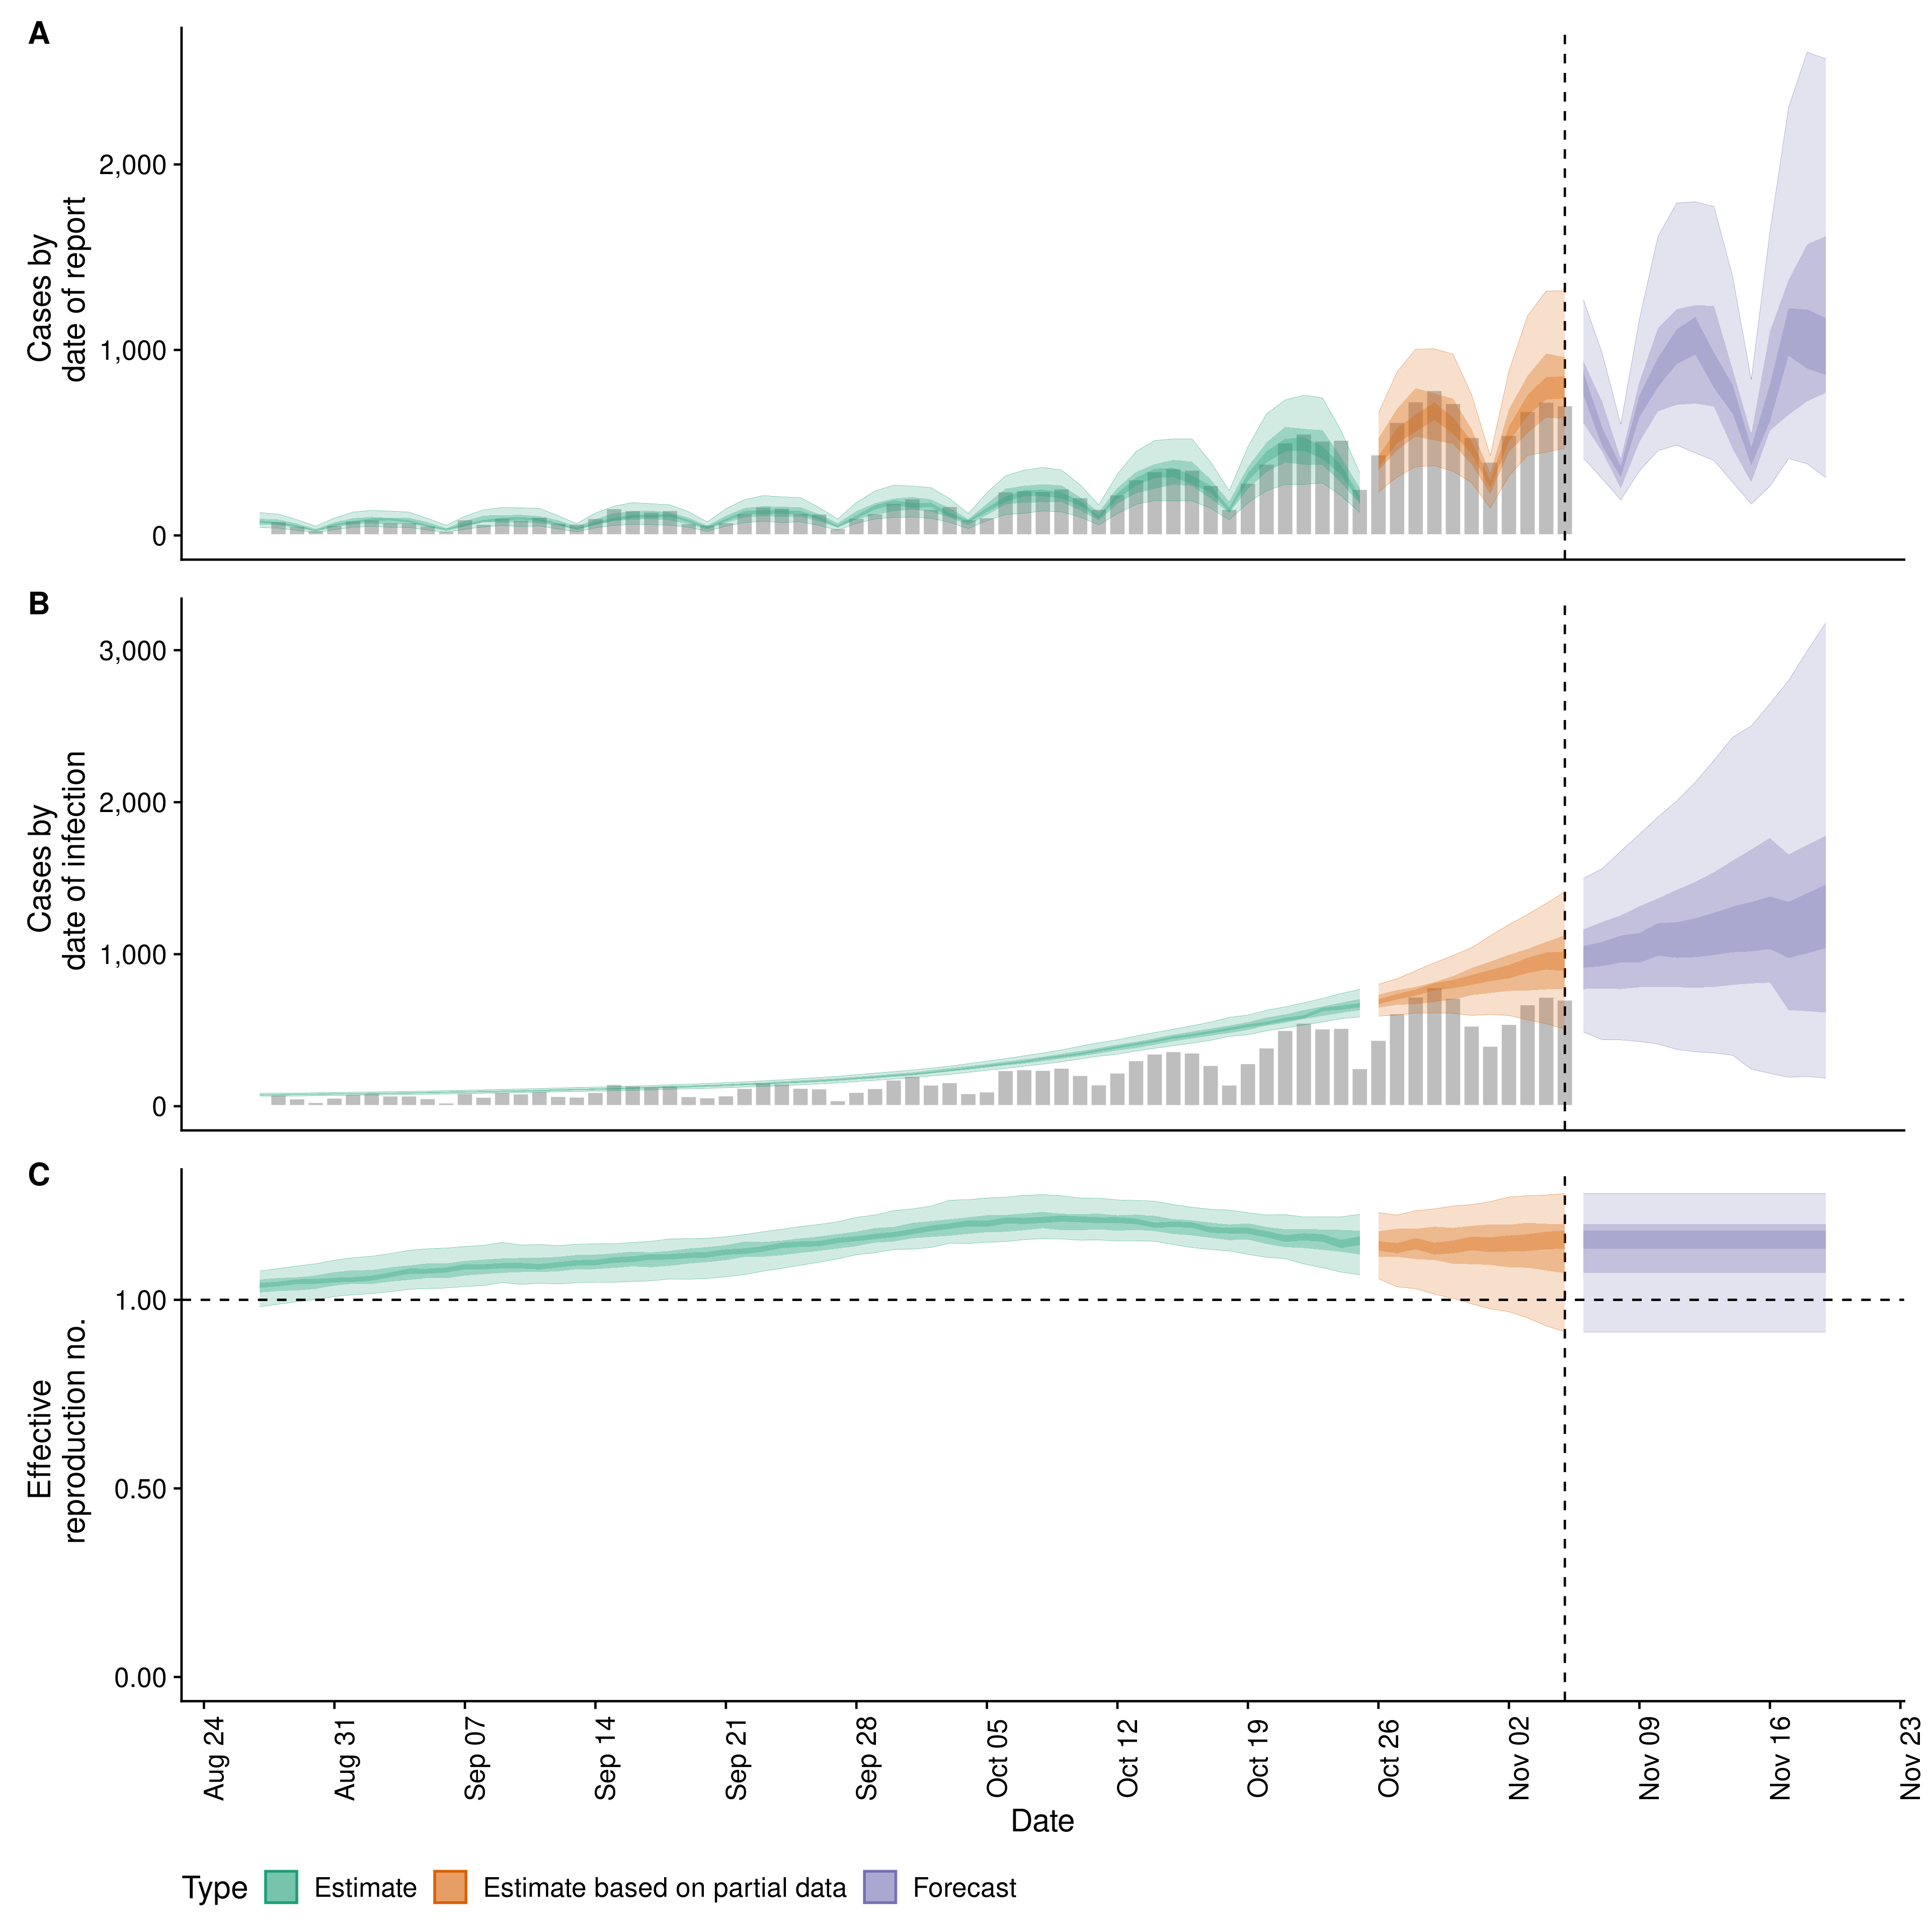 A
Cases by
date of report
2,000
1,000
0
B
Cases by
date of infection
3,000
2,000
1,000
0
C
Effective
reproduction no.
1.00
0.50
0.00
Aug 24
Aug 31
Sep 07
Sep 14
Sep 21
Sep 28
Oct 05
Oct 12
Oct 19
Oct 26
Nov 02
Nov 09
Nov 16
Nov 23
Date
Type Estimate Estimate based on partial data Forecast